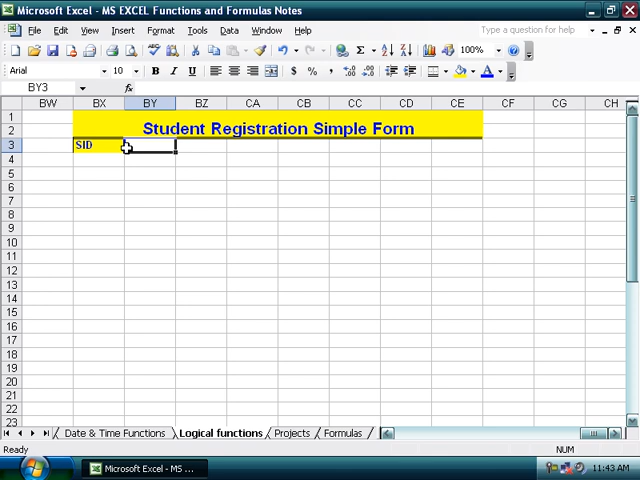 Microsoft Excel - MS EXCEL Functions and Formulas Notes
File Edit View Insert Format Tools Data Window Help
Type a question for help
100%
Arial 10 B I U $ % ,
BY3 fx
BW BX BY BZ CA CB CC CD CE CF CG CH
1
2 Student Registration Simple Form
3 SID
4
5
6
7
8
9
10
11
12
13
14
15
16
17
18
19
20
21
22
23
Date & Time Functions Logical functions Projects Formulas
Ready NUM
start Microsoft Excel - MS ... 11:43 AM